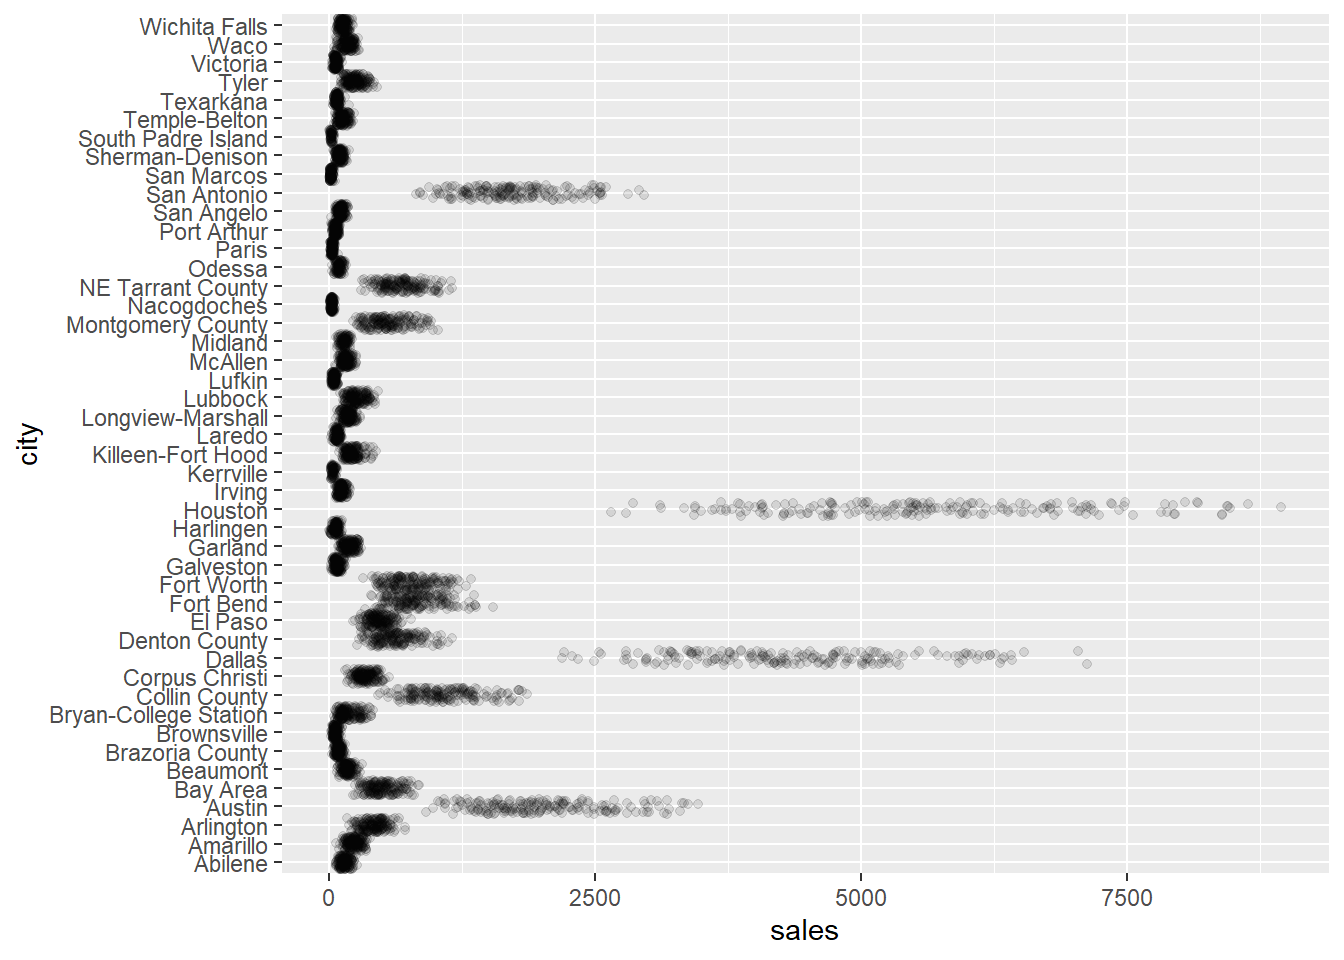 Wichita Falls
Waco
Victoria
Tyler
Texarkana
Temple-Belton
South Padre Island
Sherman-Denison
San Marcos
San Antonio
San Angelo
Port Arthur
Paris
Odessa
NE Tarrant County
Nacogdoches
Montgomery County
Midland
McAllen
Lufkin
Lubbock
Longview-Marshall
Laredo
Killeen-Fort Hood
Kerrville
Irving
Houston
Harlingen
Garland
Galveston
Fort Worth
Fort Bend
El Paso
Denton County
Dallas
Corpus Christi
Collin County
Bryan-College Station
Brownsville
Brazoria County
Beaumont
Bay Area
Austin
Arlington
Amarillo
Abilene
city
0 2500 5000 7500
sales